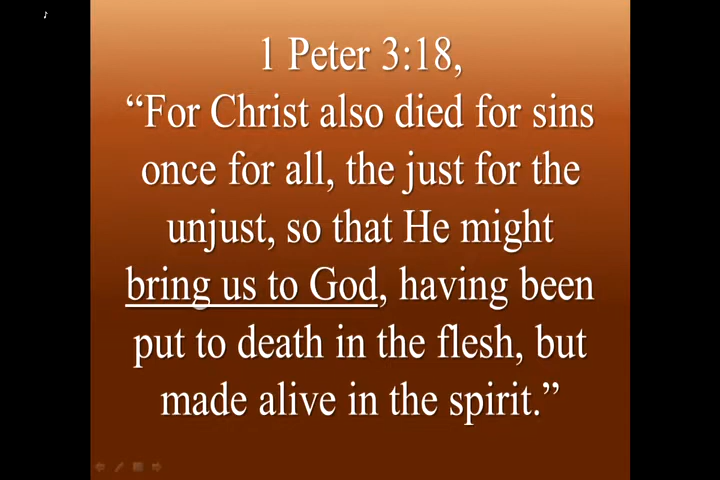 1 Peter 3:18,
“For Christ also died for sins
once for all, the just for the
unjust, so that He might
bring us to God, having been
put to death in the flesh, but
made alive in the spirit.”